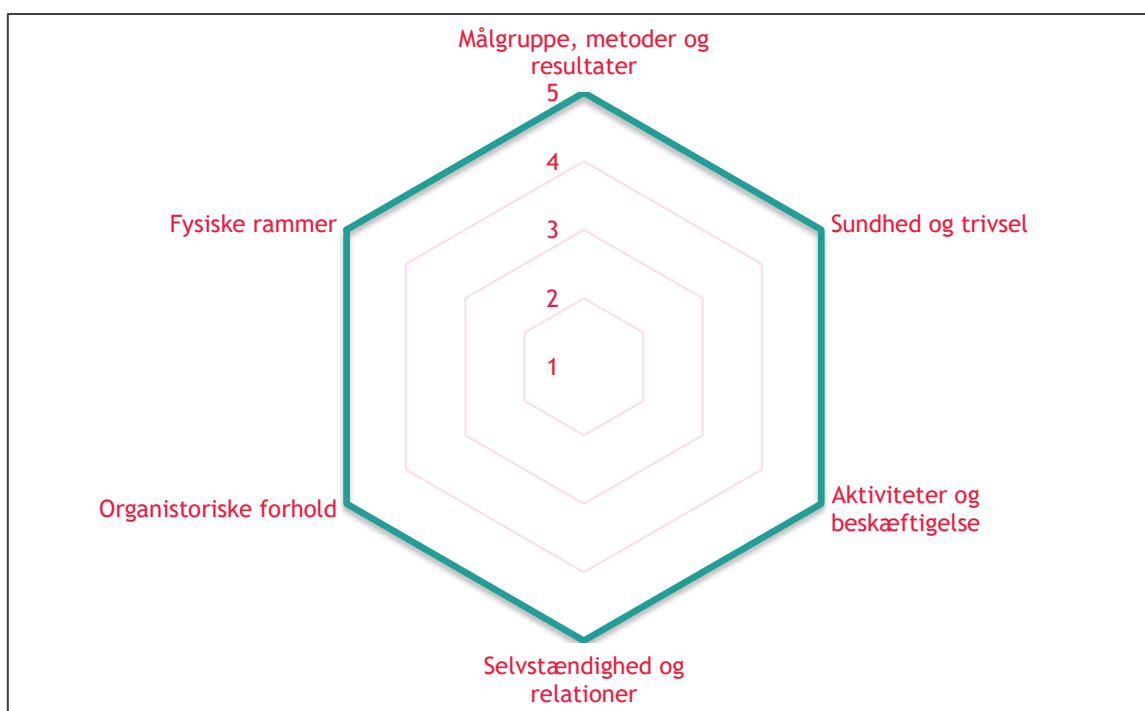 Målgruppe, metoder og
resultater
5
4
3
2
1
Fysiske rammer
Sundhed og trivsel
Organistoriske forhold
Aktiviteter og
beskæftigelse
Selvstændighed og
relationer